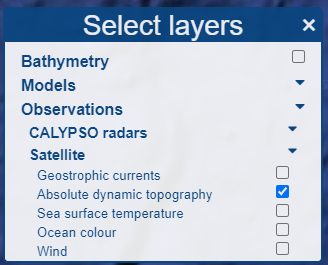 Select layers ×
Bathymetry
Models
Observations
CALYPSO radars
Satellite
Geostrophic currents
Absolute dynamic topography
Sea surface temperature
Ocean colour
Wind